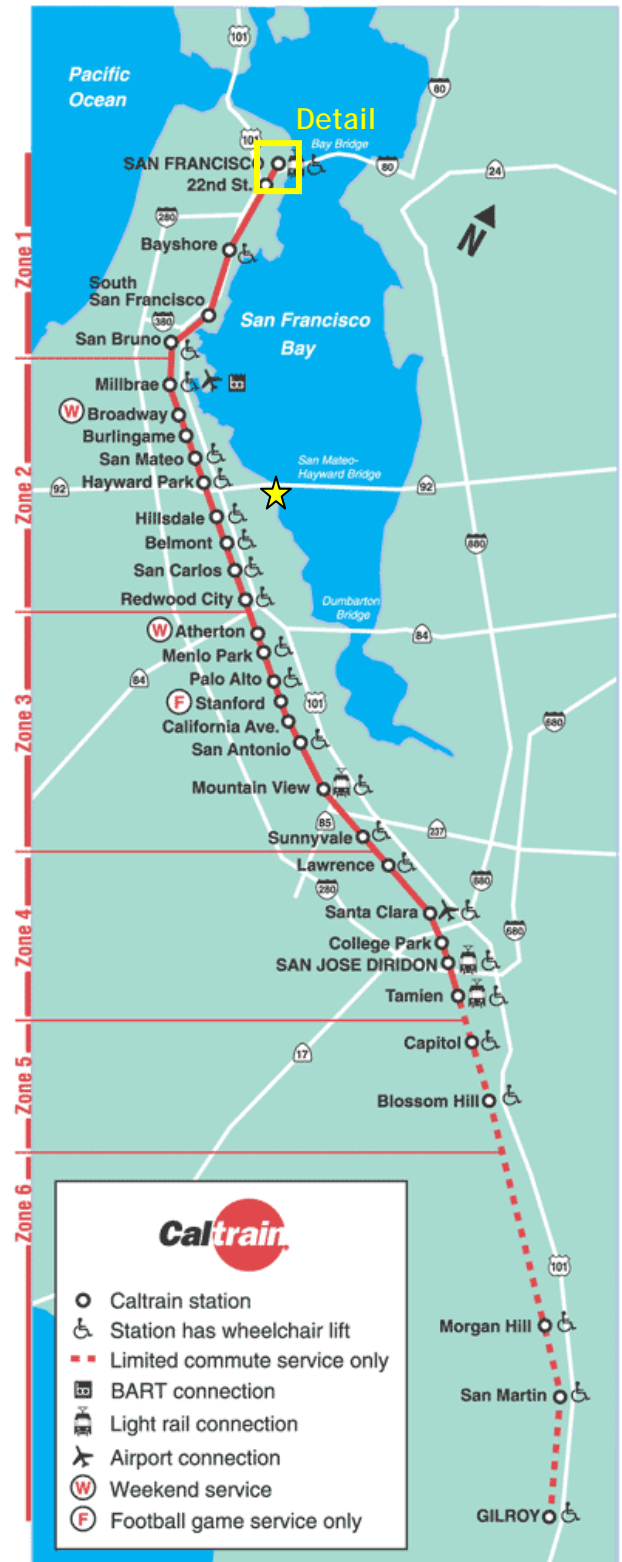 101
Pacific
Ocean
80
Detail
101
Bay Bridge
SAN FRANCISCO
80
24
22nd St.
280
N
Bayshore
Zone 1
South
San Francisco
380
San Francisco
Bay
San Bruno
Millbrae
W Broadway
Burlingame
San Mateo
San Mateo-
Hayward Bridge
Hayward Park
92
92
Zone 2
Hillsdale
Belmont
880
San Carlos
Redwood City
Dumbarton
Bridge
W Atherton
84
Menlo Park
84
Palo Alto
F Stanford
101
California Ave.
680
San Antonio
Zone 3
Mountain View
85
237
Sunnyvale
Lawrence
280
880
Santa Clara
680
College Park
SAN JOSE DIRIDON
Zone 4
Tamien
Capitol
17
Zone 5
Blossom Hill
Zone 6
Caltrain
101
Caltrain station
Station has wheelchair lift
Morgan Hill
Limited commute service only
BART connection
San Martin
Light rail connection
Airport connection
W Weekend service
F Football game service only
GILROY